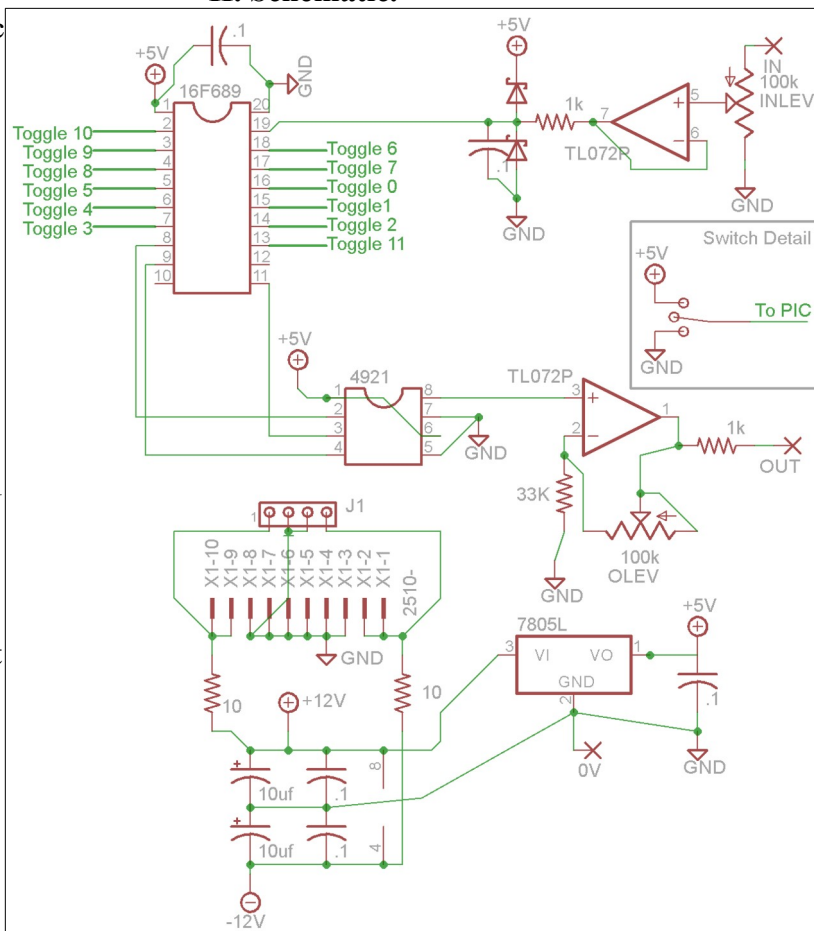 +5V
.1
GND
16F689
1
2
3
4
5
6
7
8
9
10
20
19
18
17
16
15
14
13
12
11
Toggle 10
Toggle 9
Toggle 8
Toggle 5
Toggle 4
Toggle 3
Toggle 6
Toggle 7
Toggle 0
Toggle1
Toggle 2
Toggle 11
+5V
1k
.1
GND
7
5
6
+
−
TL072P
IN
100k
INLEV
GND
Switch Detail
+5V
To PIC
GND
+5V
4921
1
2
3
4
8
7
6
5
GND
TL072P
3
2
+
−
1
1k
OUT
33K
100k
OLEV
GND
1
J1
X1-10
X1-9
X1-8
X1-7
X1-6
X1-5
X1-4
X1-3
X1-2
X1-1
2510-
GND
10
+12V
10
7805L
3
VI
VO
1
GND
2
+5V
.1
GND
0V
+
10uf
.1
8
+
10uf
.1
4
-12V